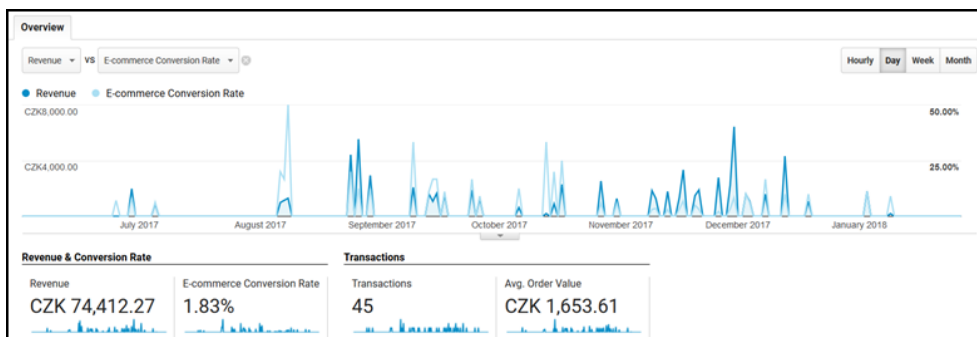 Overview
Revenue VS E-commerce Conversion Rate
Hourly Day Week Month
Revenue E-commerce Conversion Rate
CZK8,000.00 50.00%
CZK4,000.00 25.00%
July 2017 August 2017 September 2017 October 2017 November 2017 December 2017 January 2018
Revenue & Conversion Rate Transactions
Revenue E-commerce Conversion Rate Transactions Avg. Order Value
CZK 74,412.27 1.83% 45 CZK 1,653.61